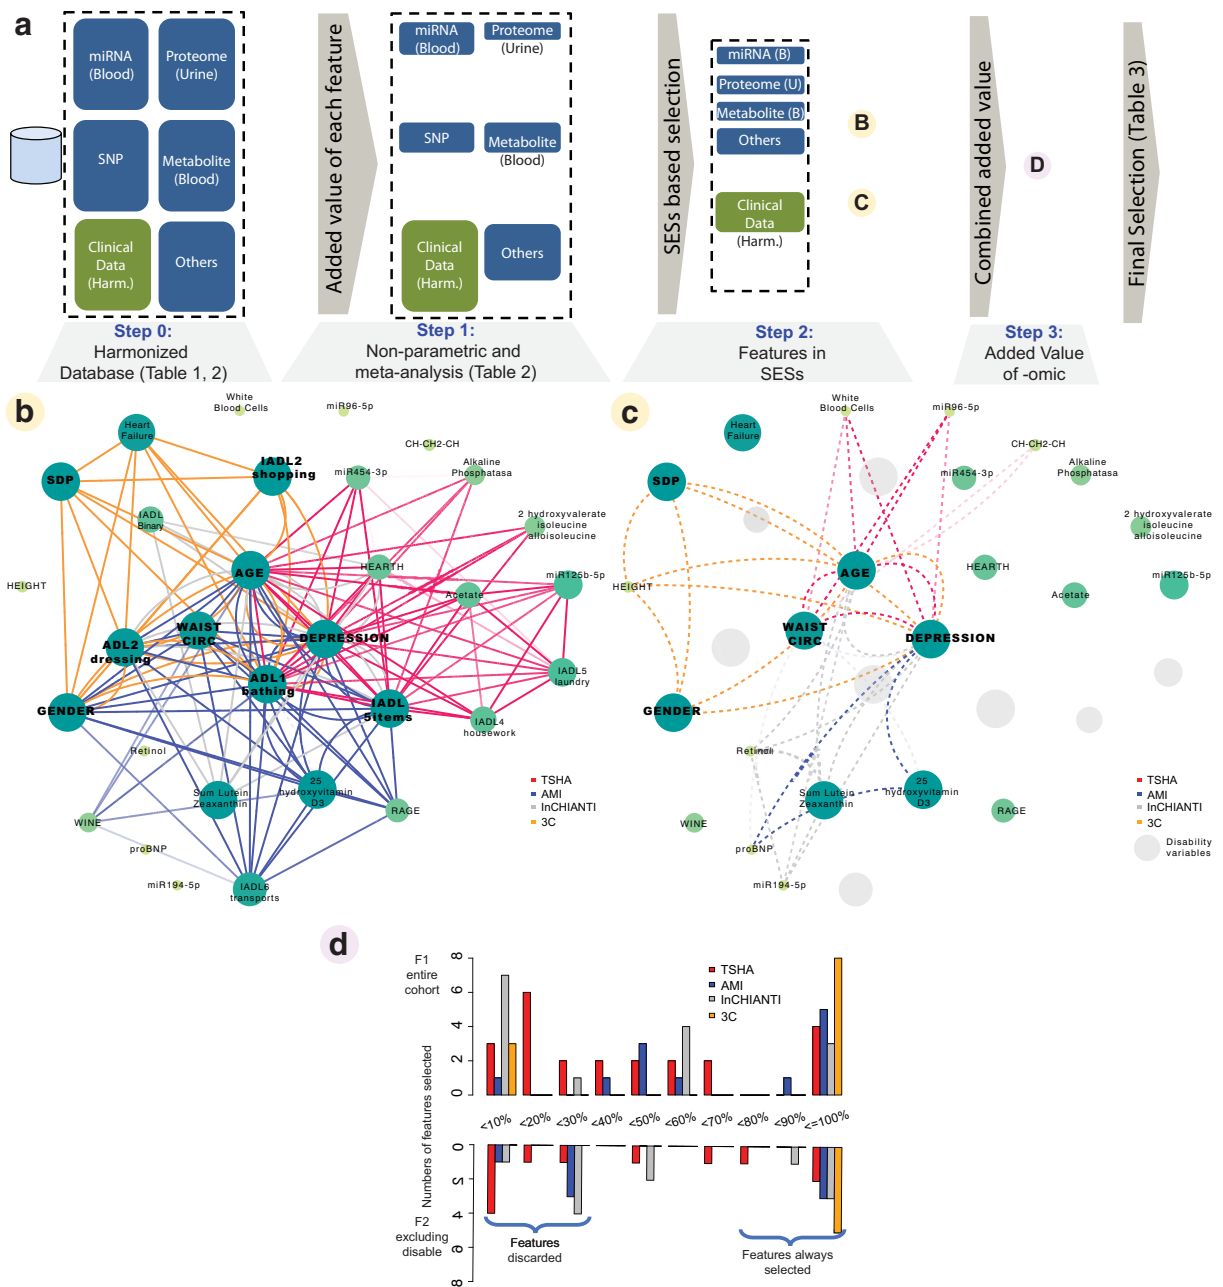 a
miRNA
(Blood)
Proteome
(Urine)
SNP
Metabolite
(Blood)
Clinical
Data
(Harm.)
Others
Added value of each feature
miRNA
(Blood)
Proteome
(Urine)
SNP
Metabolite
(Blood)
Clinical
Data
(Harm.)
Others
SESs based selection
miRNA (B)
Proteome (U)
Metabolite (B)
Others
Clinical
Data
(Harm.)
B
C
Combined added value
D
Final Selection (Table 3)
Step 0:
Harmonized
Database (Table 1, 2)
Step 1:
Non-parametric and
meta-analysis (Table 2)
Step 2:
Features in
SESs
Step 3:
Added Value
of -omic
b
White
Blood Cells
miR96-5p
Heart
Failure
CH-CH2-CH
SDP
IADL2
shopping
miR454-3p
Alkaline
Phosphatasa
IADL
Binary
2 hydroxyvalerate
isoleucine
alloisoleucine
AGE
HEARTH
miR125b-5p
HEIGHT
Acetate
WAIST
CIRC
ADL2
dressing
DEPRESSION
ADL1
bathing
IADL5
laundry
GENDER
IADL
5items
IADL4
housework
Retinol
Sum Lutein
Zeaxanthin
25
hydroxyvitamin
D3
RAGE
WINE
proBNP
miR194-5p
IADL6
transports
TSHA
AMI
InCHIANTI
3C
c
White
Blood Cells
miR96-5p
Heart
Failure
CH-CH2-CH
SDP
miR454-3p
Alkaline
Phosphatasa
2 hydroxyvalerate
isoleucine
alloisoleucine
AGE
HEARTH
miR125b-5p
HEIGHT
Acetate
WAIST
CIRC
DEPRESSION
GENDER
Retinol
Sum Lutein
Zeaxanthin
25
hydroxyvitamin
D3
RAGE
WINE
proBNP
miR194-5p
TSHA
AMI
InCHIANTI
3C
Disability
variables
d
F1
entire
cohort
Numbers of features selected
8
6
4
2
0
TSHA
AMI
InCHIANTI
3C
<10%
<20%
<30%
<40%
<50%
<60%
<70%
<80%
<90%
<=100%
0
2
4
6
8
F2
excluding
disable
Features
discarded
Features always
selected